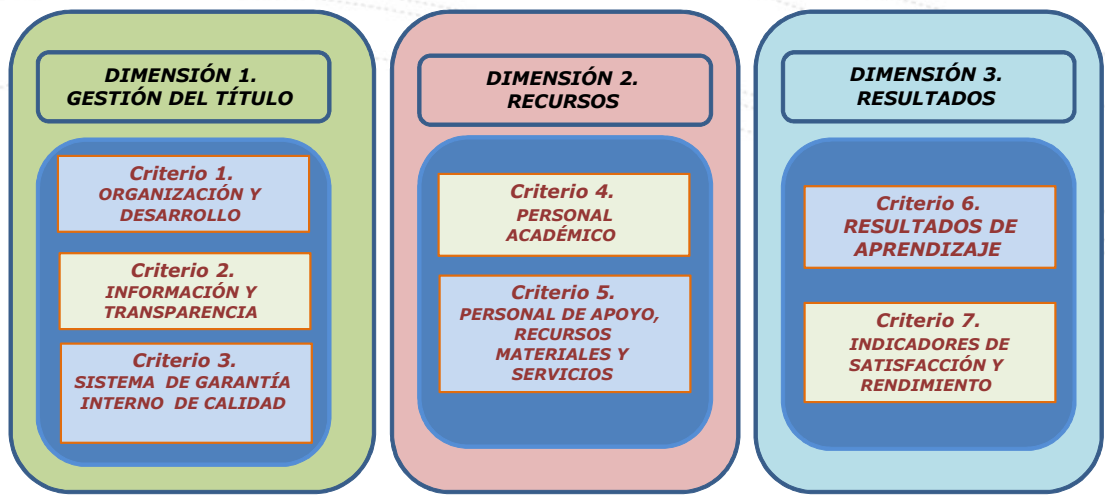 DIMENSIÓN 1.
GESTIÓN DEL TÍTULO
Criterio 1.
ORGANIZACIÓN Y
DESARROLLO
Criterio 2.
INFORMACIÓN Y
TRANSPARENCIA
Criterio 3.
SISTEMA DE GARANTÍA
INTERNO DE CALIDAD
DIMENSIÓN 2.
RECURSOS
Criterio 4.
PERSONAL
ACADÉMICO
Criterio 5.
PERSONAL DE APOYO,
RECURSOS
MATERIALES Y
SERVICIOS
DIMENSIÓN 3.
RESULTADOS
Criterio 6.
RESULTADOS DE
APRENDIZAJE
Criterio 7.
INDICADORES DE
SATISFACCIÓN Y
RENDIMIENTO